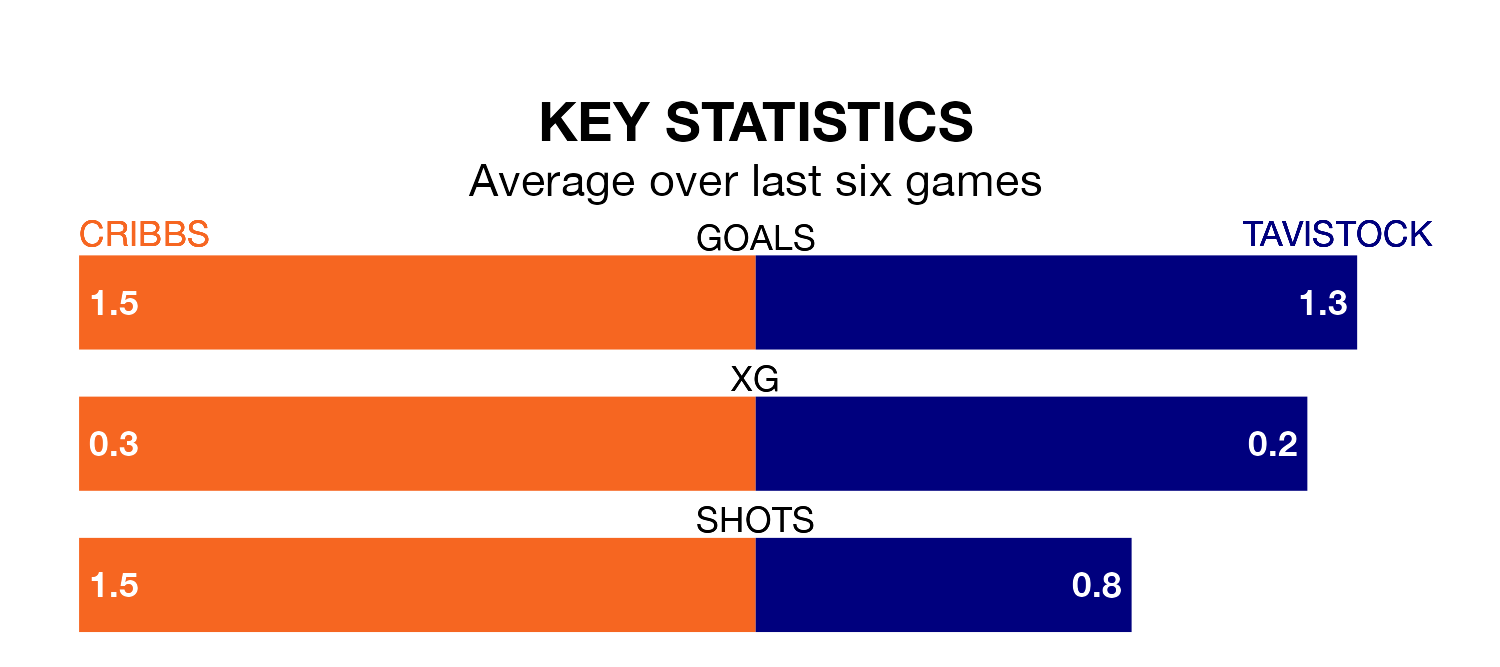 KEY STATISTICS
Average over last six games
CRIBBS GOALS TAVISTOCK
1.5 1.3
XG
0.3 0.2
SHOTS
1.5 0.8